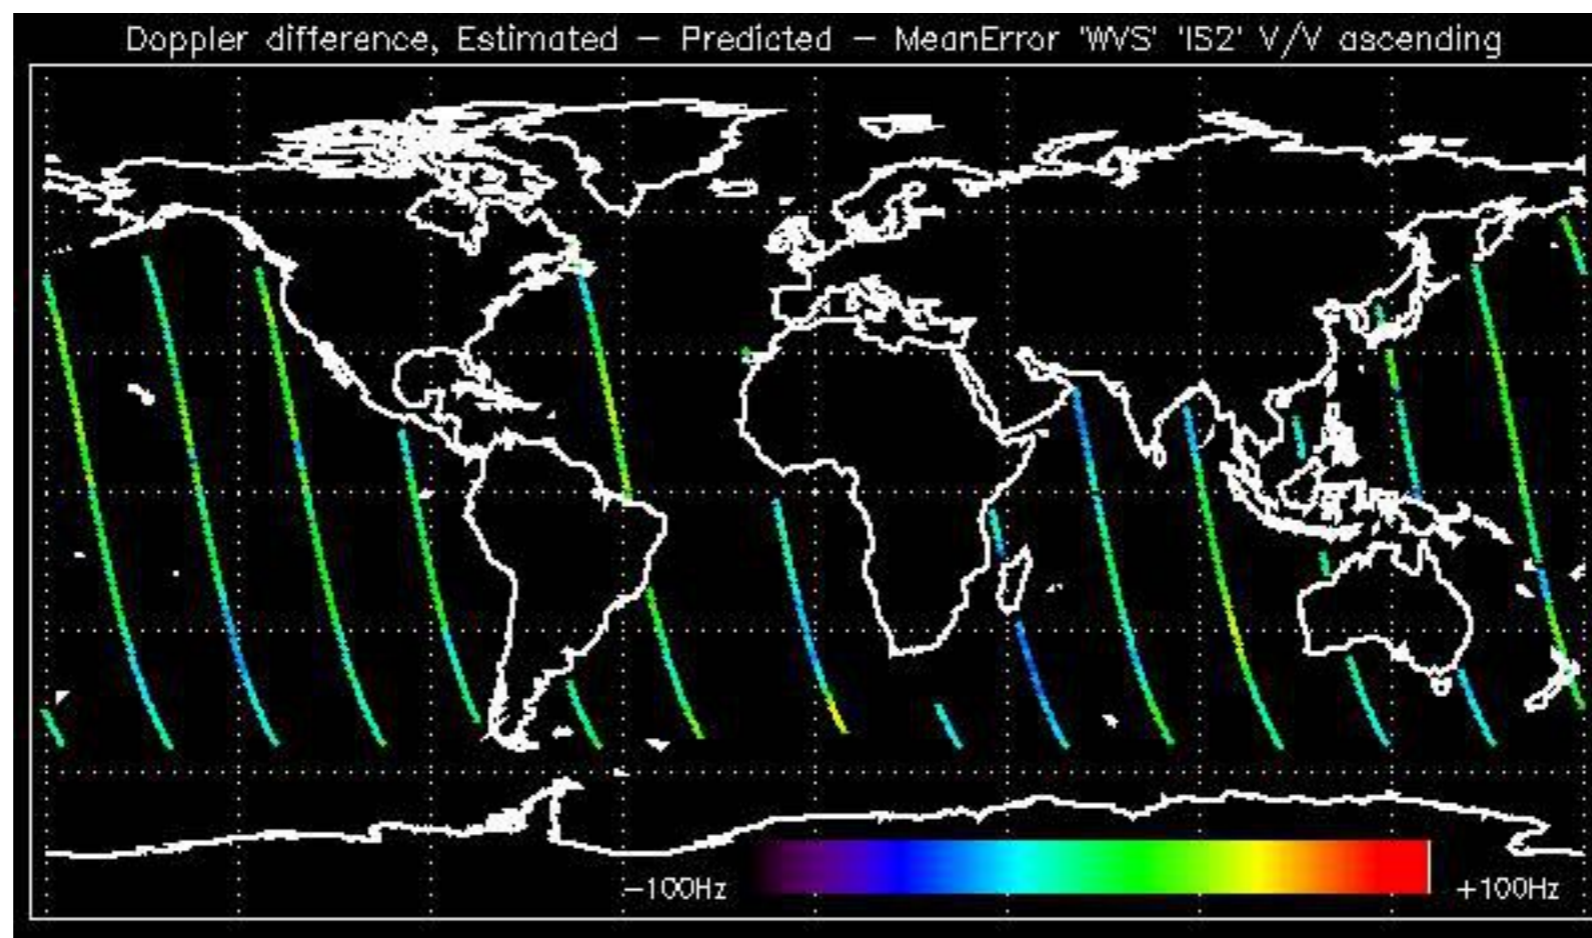 Doppler difference, Estimated – Predicted – MeanError 'WVS' 'IS2' V/V ascending
-100Hz +100Hz